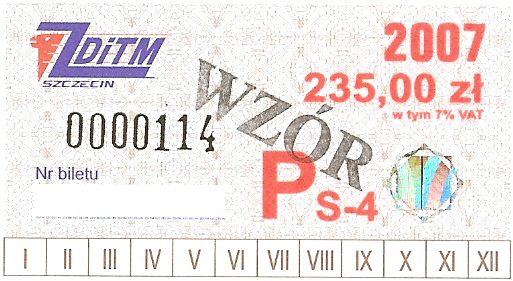 ZDiTM
SZCZECIN
2007
235,00 zł
w tym 7% VAT
0000114
WZÓR
Nr biletu
P S-4
I II III IV V VI VII VIII IX X XI XII